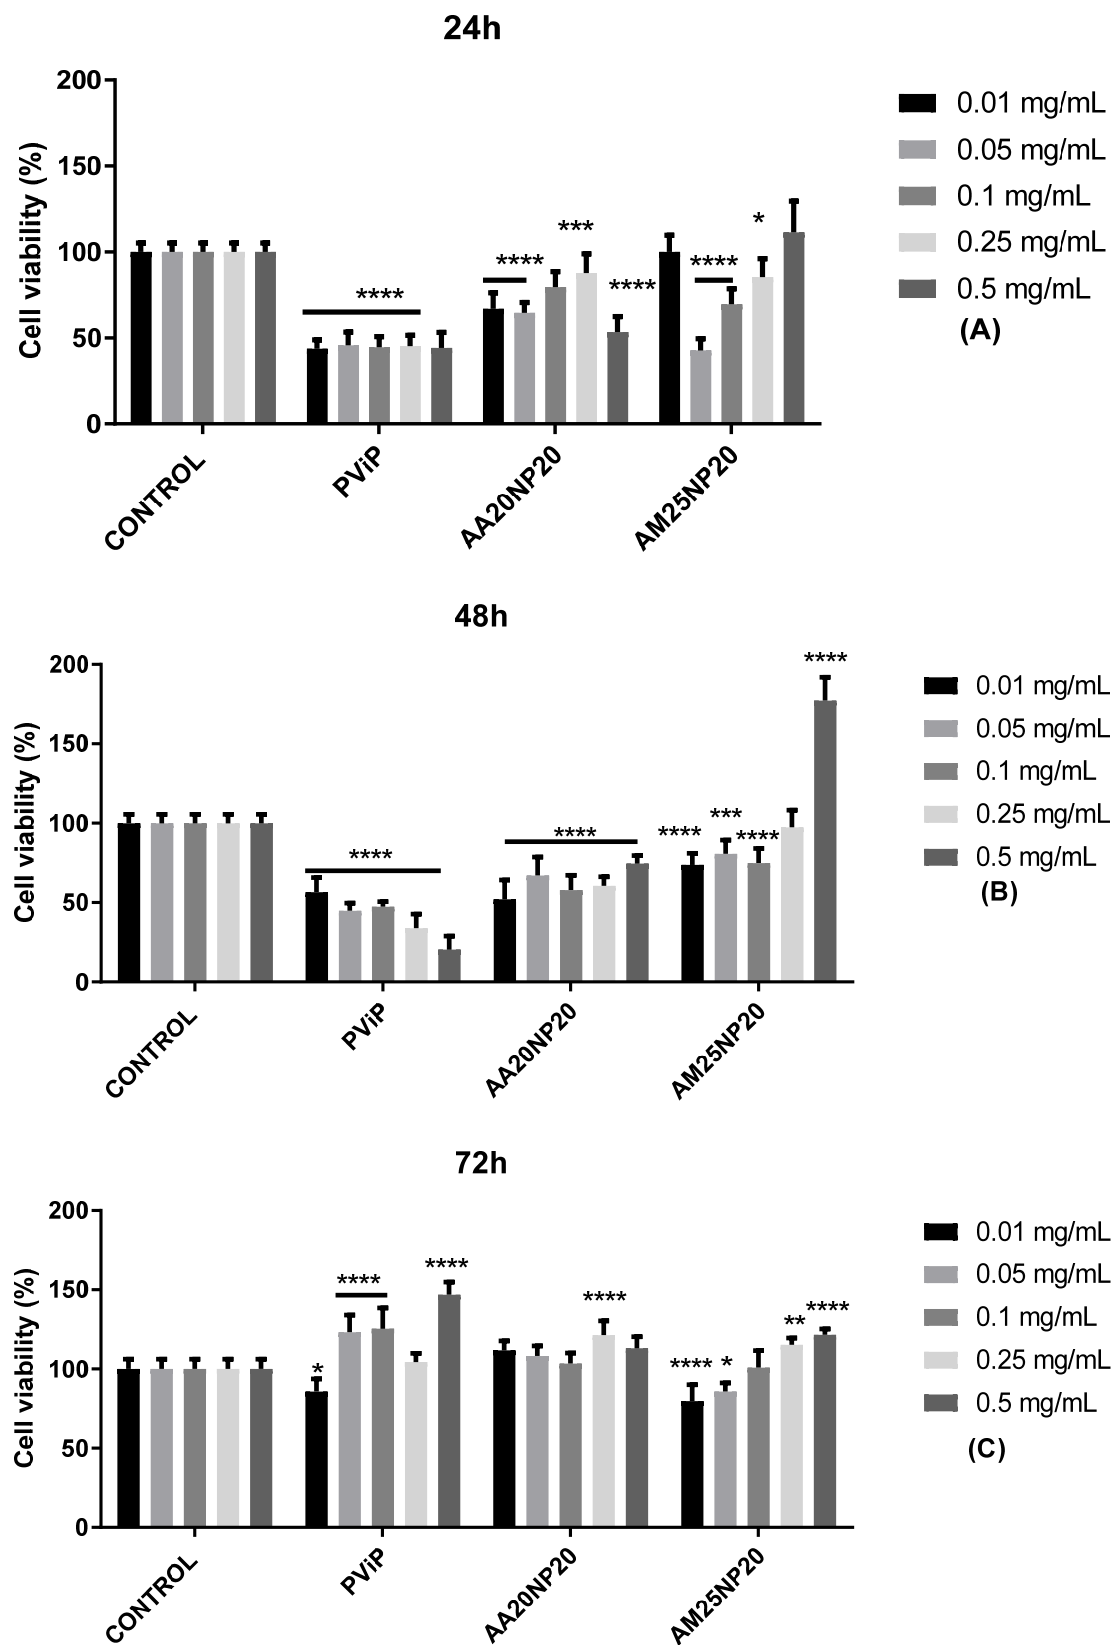 24h
Cell viability (%)
200
150
100
50
0
****
****
***
****
****
*
CONTROL
PViP
AA20NP20
AM25NP20
0.01 mg/mL
0.05 mg/mL
0.1 mg/mL
0.25 mg/mL
0.5 mg/mL
(A)
48h
Cell viability (%)
200
150
100
50
0
****
****
****
***
****
****
CONTROL
PViP
AA20NP20
AM25NP20
0.01 mg/mL
0.05 mg/mL
0.1 mg/mL
0.25 mg/mL
0.5 mg/mL
(B)
72h
Cell viability (%)
200
150
100
50
0
*
****
****
****
****
*
**
****
CONTROL
PViP
AA20NP20
AM25NP20
0.01 mg/mL
0.05 mg/mL
0.1 mg/mL
0.25 mg/mL
0.5 mg/mL
(C)